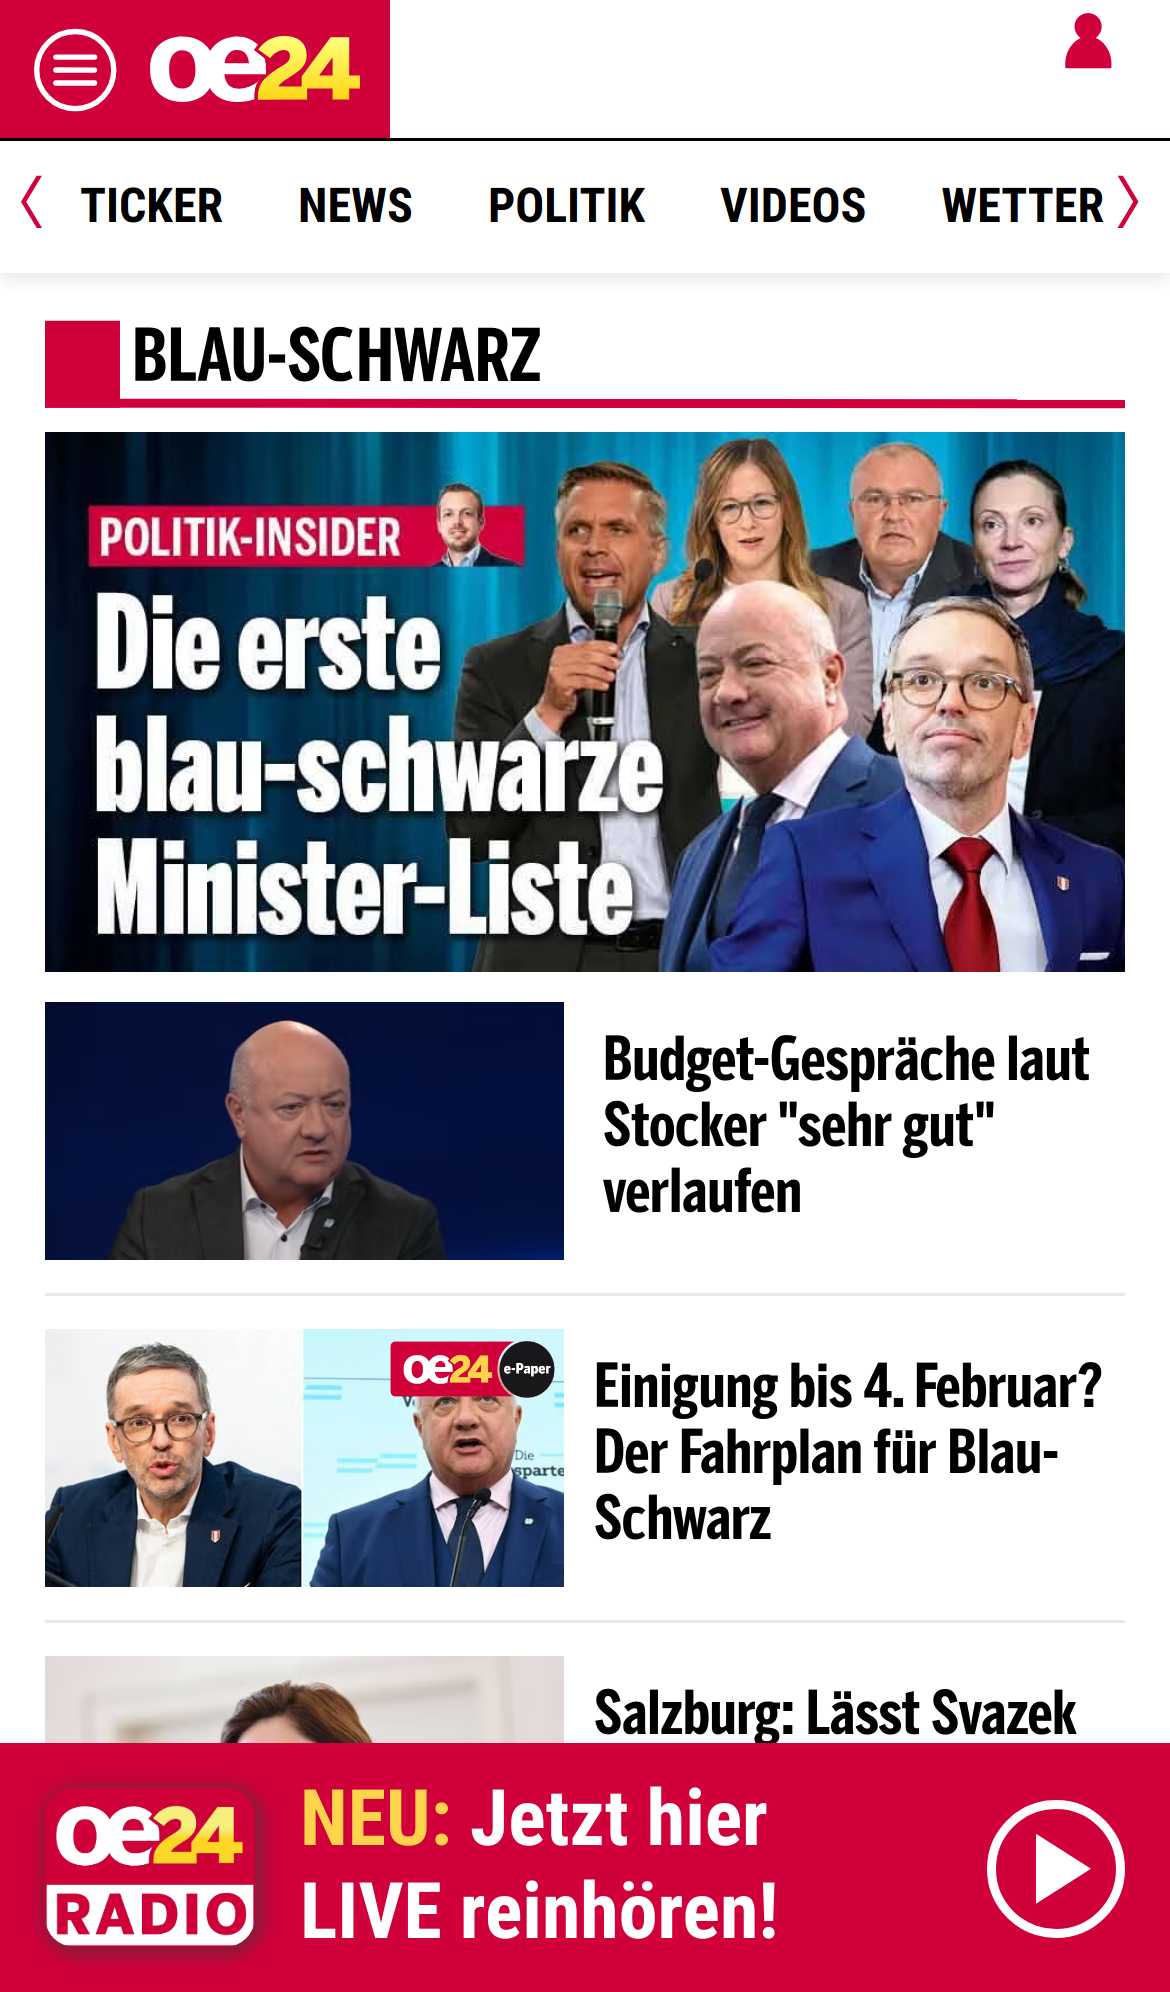 oe24
TICKER NEWS POLITIK VIDEOS WETTER
BLAU-SCHWARZ
POLITIK-INSIDER
Die erste
blau-schwarze
Minister-Liste
Budget-Gespräche laut
Stocker "sehr gut"
verlaufen
oe24 e-Paper
Die
sparte
Einigung bis 4. Februar?
Der Fahrplan für Blau-
Schwarz
Salzburg: Lässt Svazek
oe24
RADIO
NEU: Jetzt hier
LIVE reinhören!